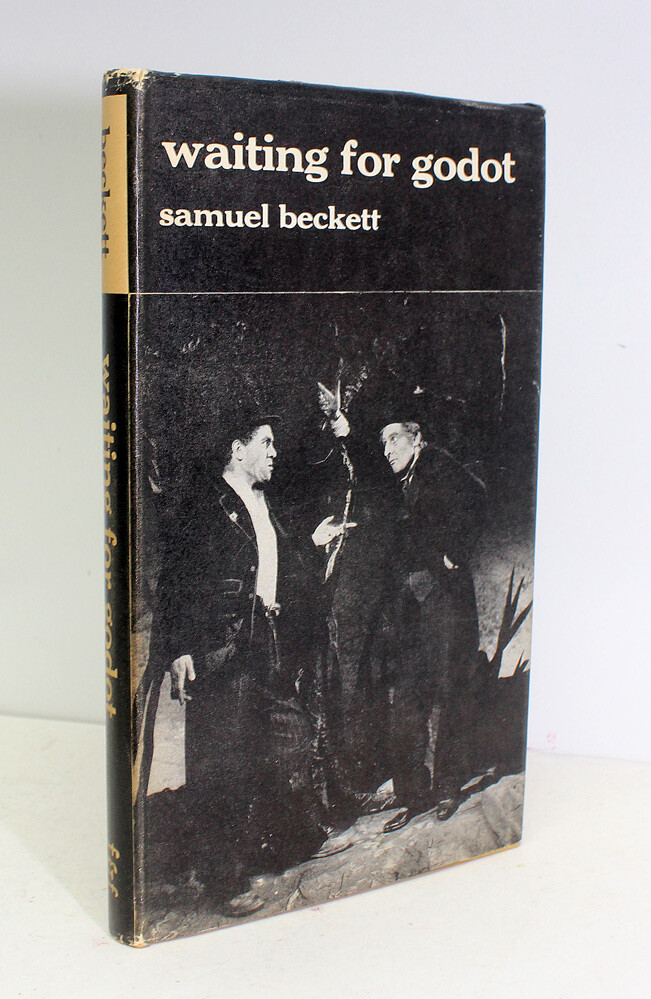 waiting for godot
samuel beckett
beckett
waiting for godot
f&f